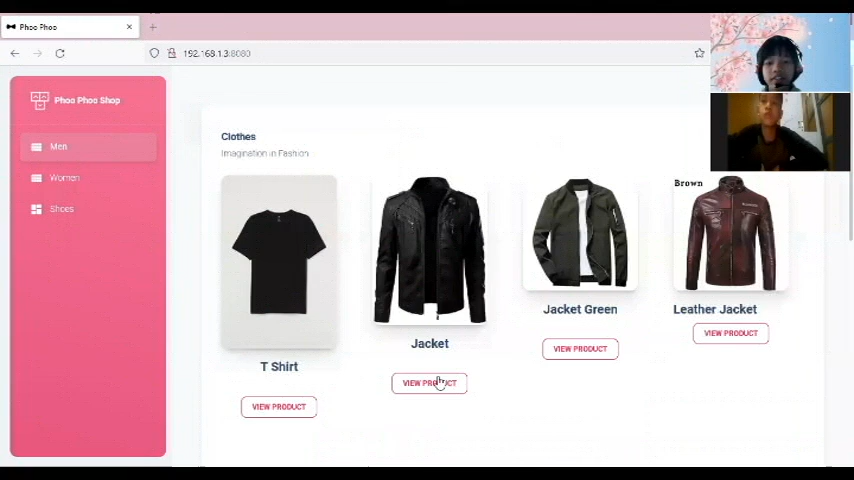 Phoo Phoo
192.168.1.3:8080
Phoo Phoo Shop
Men
Women
Shoes
Clothes
Imagination in Fashion
Brown
T Shirt
VIEW PRODUCT
Jacket
VIEW PRODUCT
Jacket Green
VIEW PRODUCT
Leather Jacket
VIEW PRODUCT